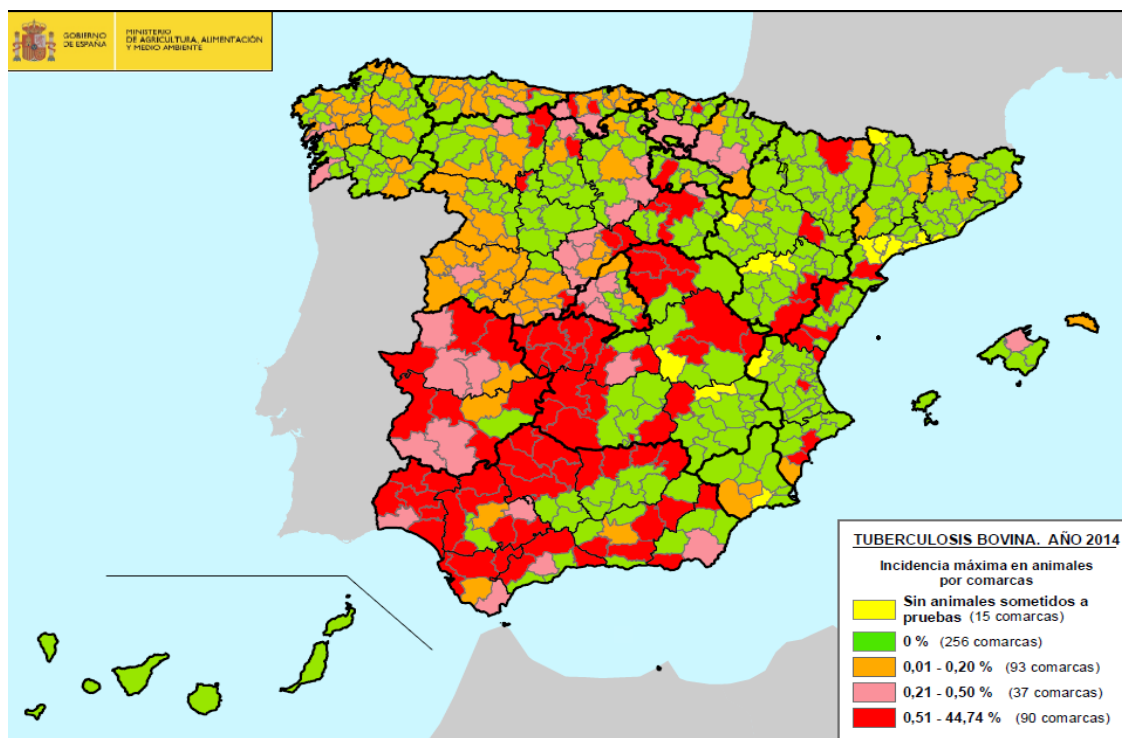 GOBIERNO
DE ESPAÑA
MINISTERIO
DE AGRICULTURA, ALIMENTACIÓN
Y MEDIO AMBIENTE
TUBERCULOSIS BOVINA. AÑO 2014
Incidencia máxima en animales
por comarcas
Sin animales sometidos a
pruebas (15 comarcas)
0 % (256 comarcas)
0,01 - 0,20 % (93 comarcas)
0,21 - 0,50 % (37 comarcas)
0,51 - 44,74 % (90 comarcas)